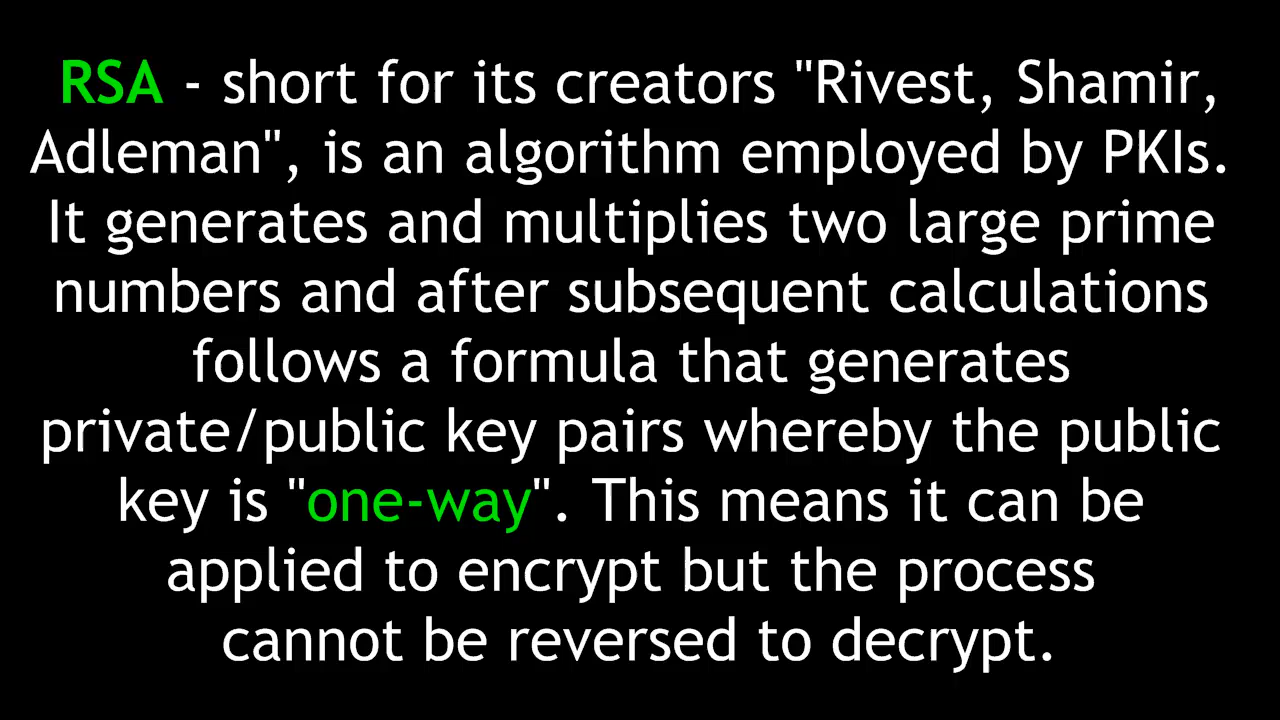 RSA - short for its creators "Rivest, Shamir,
Adleman", is an algorithm employed by PKIs.
It generates and multiplies two large prime
numbers and after subsequent calculations
follows a formula that generates
private/public key pairs whereby the public
key is "one-way". This means it can be
applied to encrypt but the process
cannot be reversed to decrypt.